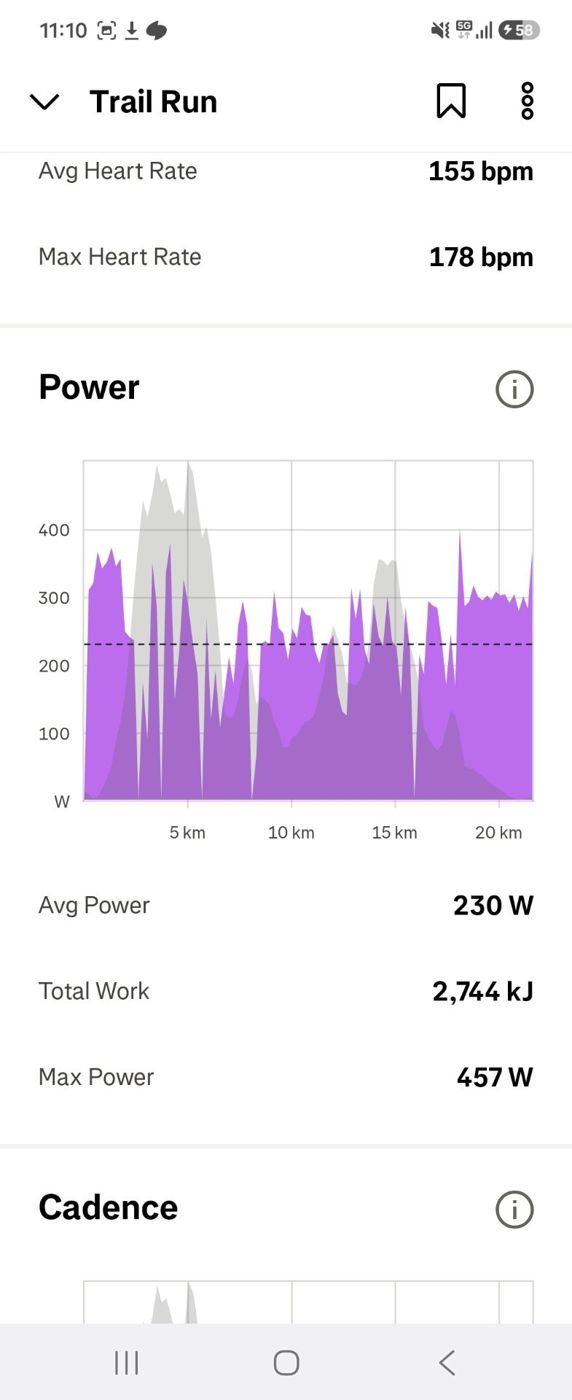 11:10 5G 58
Trail Run
Avg Heart Rate 155 bpm
Max Heart Rate 178 bpm
Power
400
300
200
100
W
5 km 10 km 15 km 20 km
Avg Power 230 W
Total Work 2,744 kJ
Max Power 457 W
Cadence